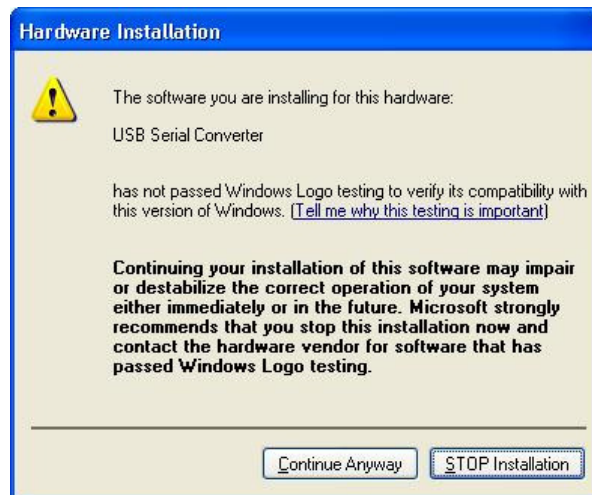 Hardware Installation
The software you are installing for this hardware:
USB Serial Converter
has not passed Windows Logo testing to verify its compatibility with
this version of Windows. (Tell me why this testing is important)
Continuing your installation of this software may impair
or destabilize the correct operation of your system
either immediately or in the future. Microsoft strongly
recommends that you stop this installation now and
contact the hardware vendor for software that has
passed Windows Logo testing.
Continue Anyway STOP Installation